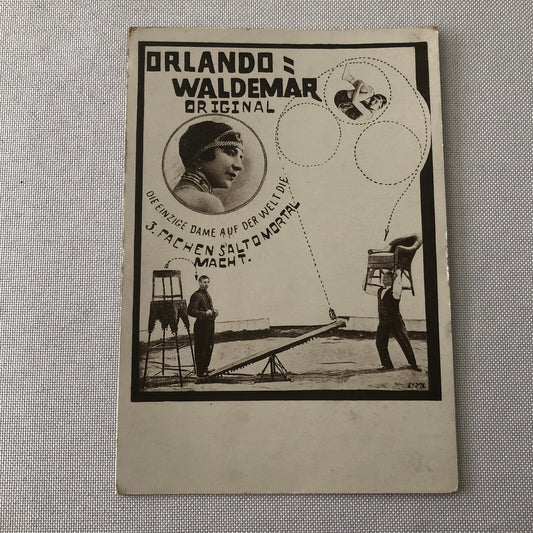 ORLANDO =
WALDEMAR
ORIGINAL
DIE EINZIGE DAME AUF DER WELT DIE
3. FACHEN SALTO MORTAL
MACHT.